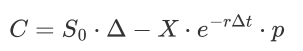 C = S₀ · Δ − X · e^{−rΔt} · p